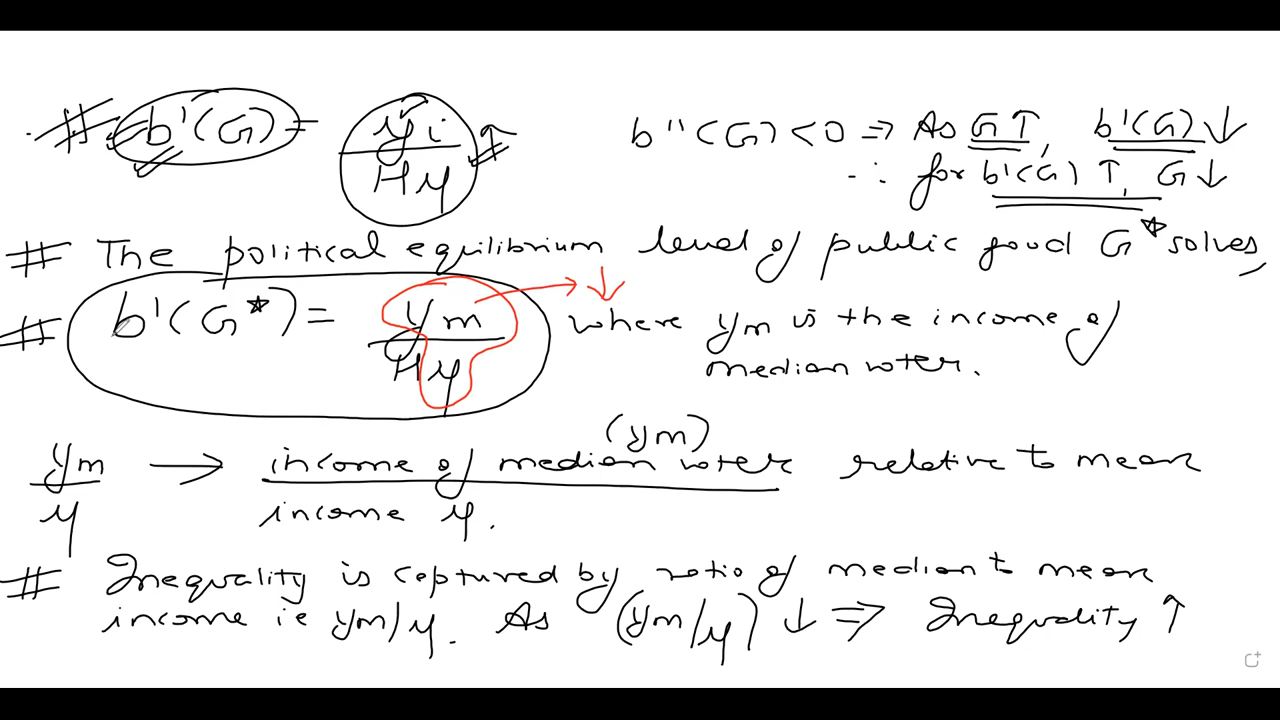 # b'(G) = yi/Hy ↑
b''(G) < 0 ⇒ As G ↑, b'(G) ↓
∴ for b'(G) ↑, G ↓
# The political equilibrium level of public good G* solves,
# b'(G*) = ym/Hy → ↓ where ym is the income of
median voter.
(ym)
ym/y → income of median voter relative to mean
income y.
# Inequality is captured by ratio of median to mean
income ie ym/y. As (ym/y) ↓ ⇒ Inequality ↑